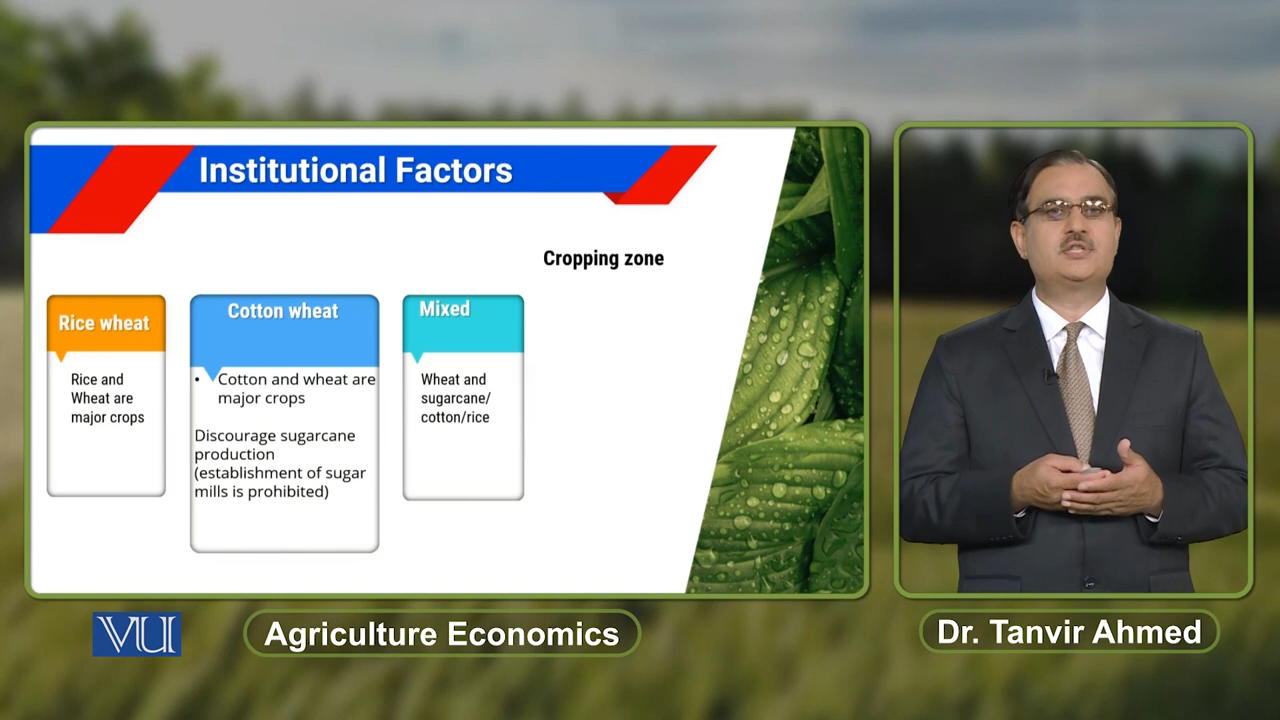 Institutional Factors
Cropping zone
Rice wheat
Rice and
Wheat are
major crops
Cotton wheat
• Cotton and wheat are
major crops
Discourage sugarcane
production
(establishment of sugar
mills is prohibited)
Mixed
Wheat and
sugarcane/
cotton/rice
VU
Agriculture Economics
Dr. Tanvir Ahmed